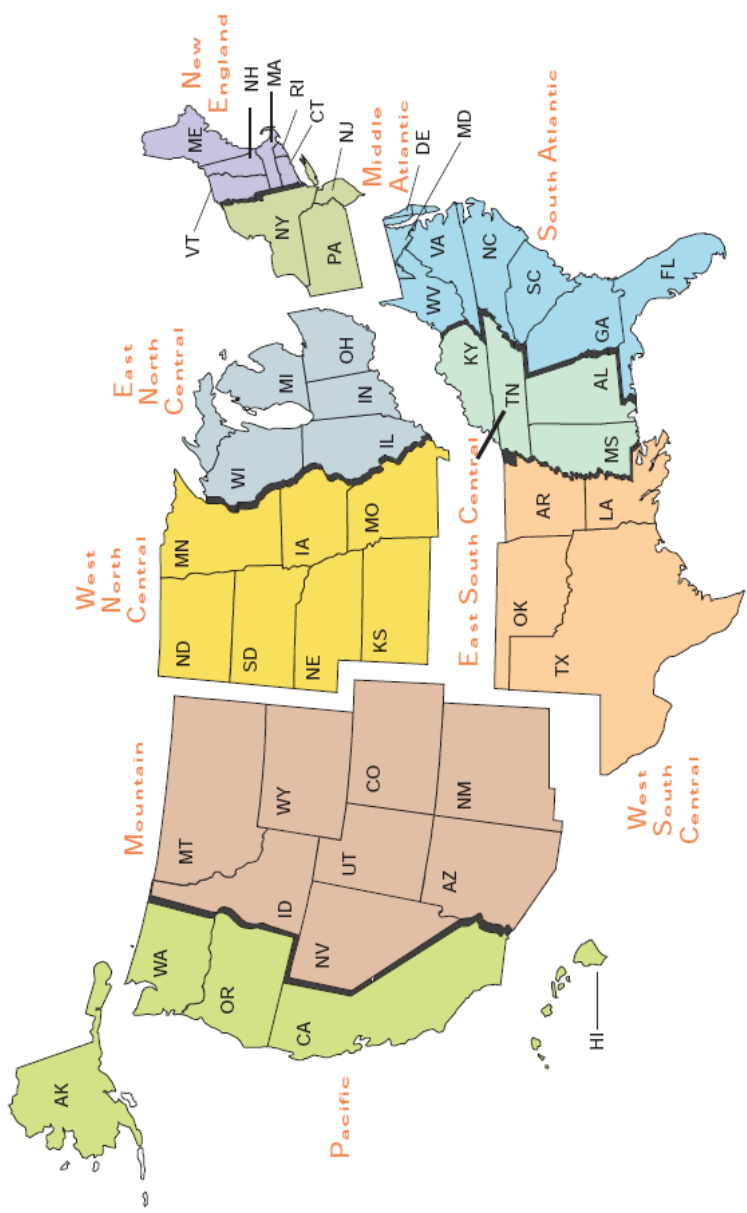 New
England
ME
NH
MA
RI
CT
VT
NY
NJ
PA
Middle
Atlantic
DE
MD
East
North
Central
WI
MI
OH
IN
IL
West
North
Central
ND
MN
SD
IA
NE
MO
KS
Mountain
MT
ID
WY
NV
UT
CO
AZ
NM
Pacific
AK
WA
OR
CA
HI
South Atlantic
WV
VA
NC
SC
GA
FL
East South Central
KY
TN
AL
MS
West
South
Central
OK
AR
TX
LA